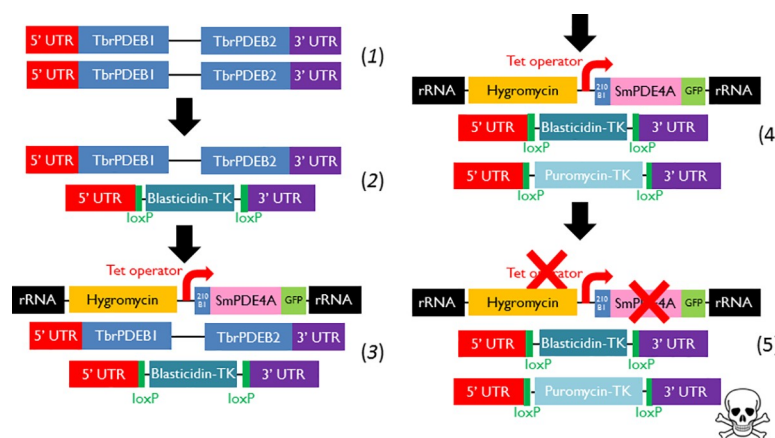 5' UTR TbrPDEB1 TbrPDEB2 3' UTR
(1)
5' UTR TbrPDEB1 TbrPDEB2 3' UTR
5' UTR TbrPDEB1 TbrPDEB2 3' UTR
(2)
5' UTR Blasticidin-TK 3' UTR
loxP loxP
Tet operator
rRNA Hygromycin 210 B1 SmPDE4A GFP rRNA
5' UTR TbrPDEB1 TbrPDEB2 3' UTR
(3)
5' UTR Blasticidin-TK 3' UTR
loxP loxP
Tet operator
rRNA Hygromycin 210 B1 SmPDE4A GFP rRNA
5' UTR Blasticidin-TK 3' UTR
(4
loxP loxP
5' UTR Puromycin-TK 3' UTR
loxP loxP
Tet operator
rRNA Hygromycin 210 B1 SmPDE4A GFP rRNA
5' UTR Blasticidin-TK 3' UTR
(5)
loxP loxP
5' UTR Puromycin-TK 3' UTR
loxP loxP